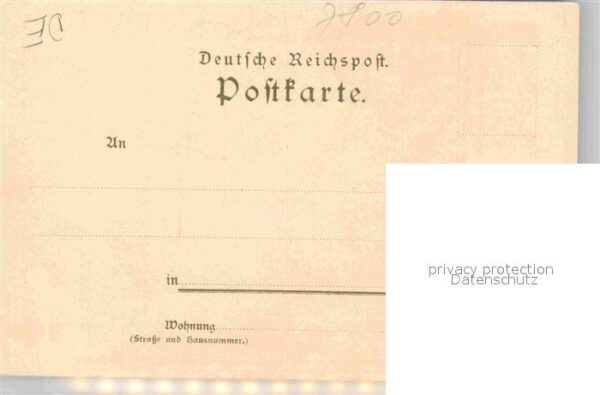 DE
7800
Deutsche Reichspost.
Postkarte.
An
in
Wohnung
(Straße und Hausnummer.)
privacy protection
Datenschutz